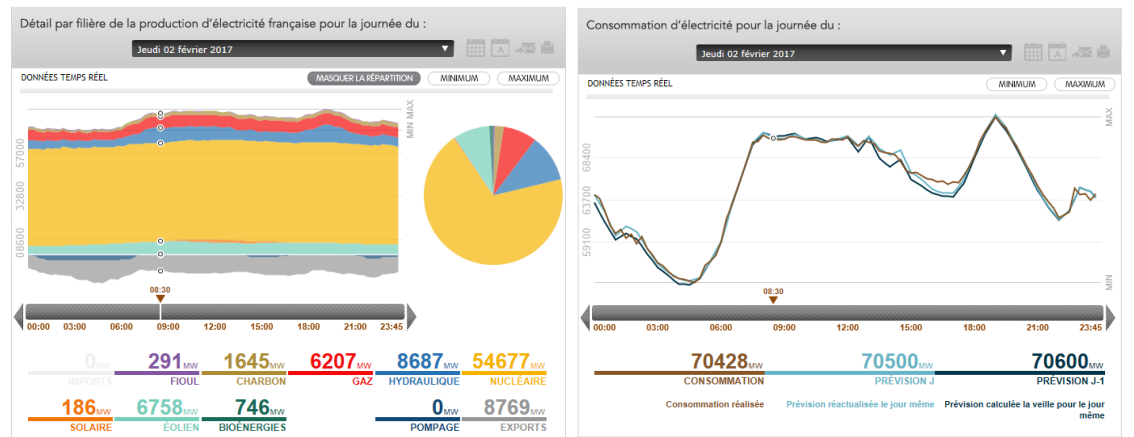 Détail par filière de la production d'électricité française pour la journée du :
Jeudi 02 février 2017
DONNÉES TEMPS RÉEL
MASQUER LA RÉPARTITION
MINIMUM
MAXIMUM
MIN MAX
57000
32800
08600
08:30
00:00 03:00 06:00 09:00 12:00 15:00 18:00 21:00 23:45
0MW 291MW 1645MW 6207MW 8687MW 54677MW
IMPORTS FIOUL CHARBON GAZ HYDRAULIQUE NUCLÉAIRE
186MW 6758MW 746MW 0MW 8769MW
SOLAIRE ÉOLIEN BIOÉNERGIES POMPAGE EXPORTS
Consommation d'électricité pour la journée du :
Jeudi 02 février 2017
DONNÉES TEMPS RÉEL
MINIMUM
MAXIMUM
MAX
68400
63700
59100
MIN
08:30
00:00 03:00 06:00 09:00 12:00 15:00 18:00 21:00 23:45
70428MW 70500MW 70600MW
CONSOMMATION PRÉVISION J PRÉVISION J-1
Consommation réalisée Prévision réactualisée le jour même Prévision calculée la veille pour le jour
même